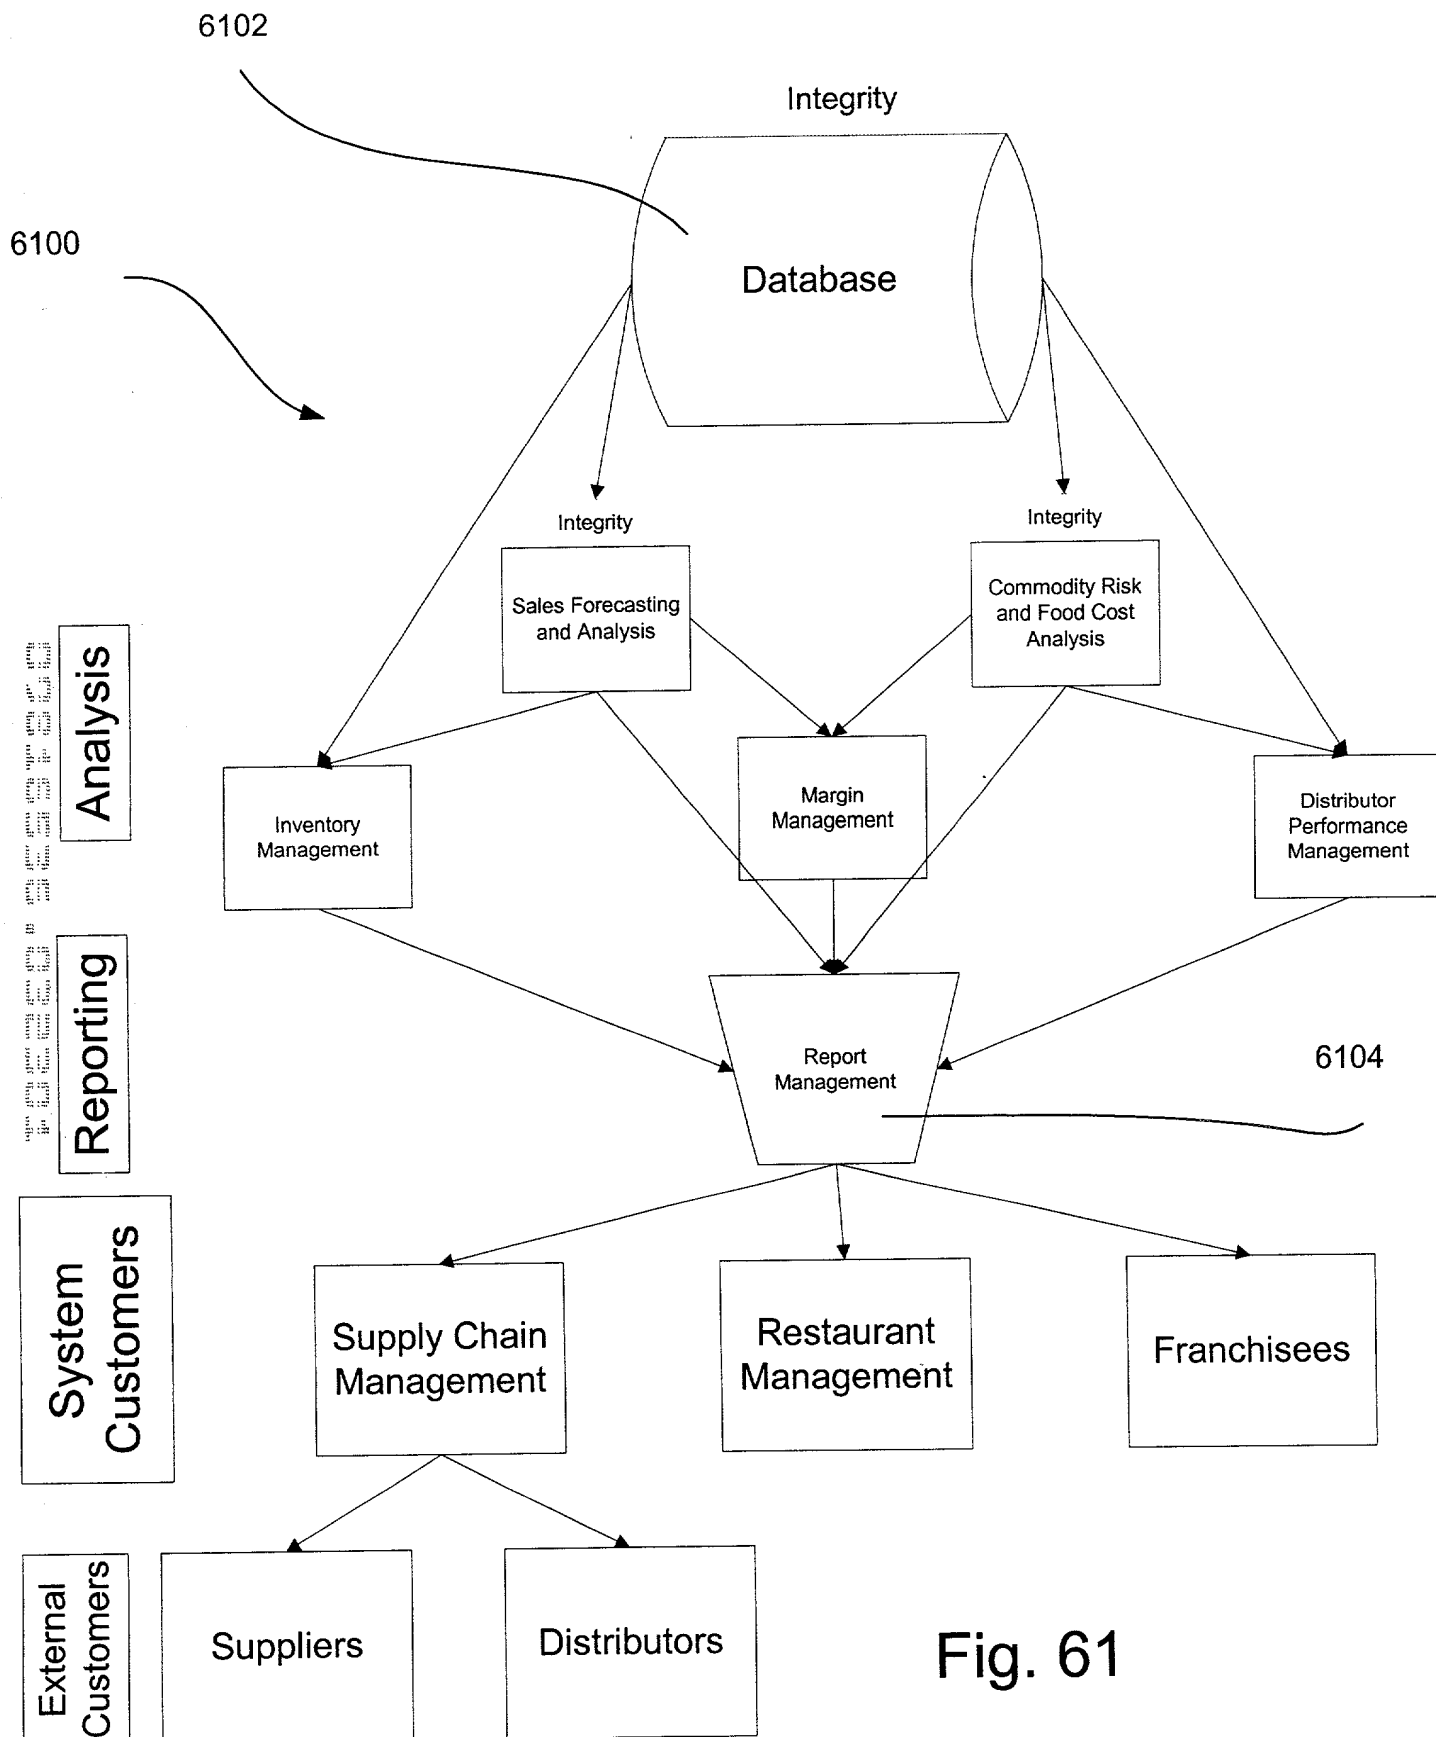 6102
Integrity
6100
Database
Integrity
Integrity
Sales Forecasting
and Analysis
Commodity Risk
and Food Cost
Analysis
Analysis
Inventory
Management
Margin
Management
Distributor
Performance
Management
Reporting
Report
Management
6104
System
Customers
Supply Chain
Management
Restaurant
Management
Franchisees
External
Customers
Suppliers
Distributors
Fig. 61